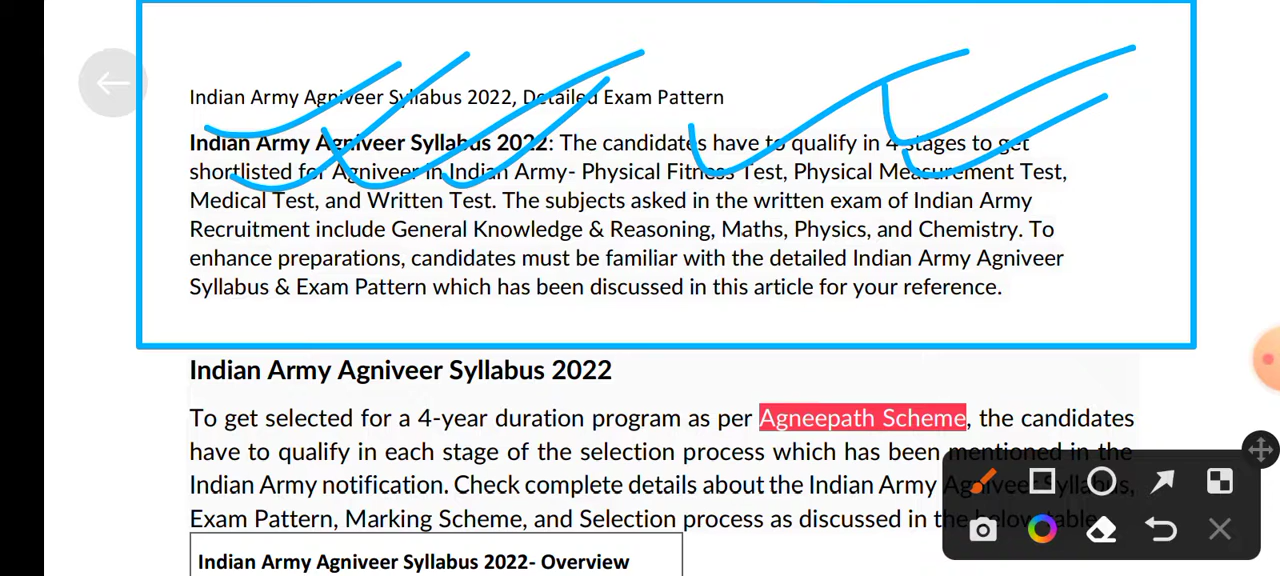 Indian Army Agniveer Syllabus 2022, Detailed Exam Pattern
Indian Army Agniveer Syllabus 2022: The candidates have to qualify in 4 stages to get
shortlisted for Agniveer in Indian Army- Physical Fitness Test, Physical Measurement Test,
Medical Test, and Written Test. The subjects asked in the written exam of Indian Army
Recruitment include General Knowledge & Reasoning, Maths, Physics, and Chemistry. To
enhance preparations, candidates must be familiar with the detailed Indian Army Agniveer
Syllabus & Exam Pattern which has been discussed in this article for your reference.
Indian Army Agniveer Syllabus 2022
To get selected for a 4-year duration program as per Agneepath Scheme, the candidates
have to qualify in each stage of the selection process which has been mentioned in the
Indian Army notification. Check complete details about the Indian Army Agniveer Syllabus,
Exam Pattern, Marking Scheme, and Selection process as discussed in the below table.
Indian Army Agniveer Syllabus 2022- Overview